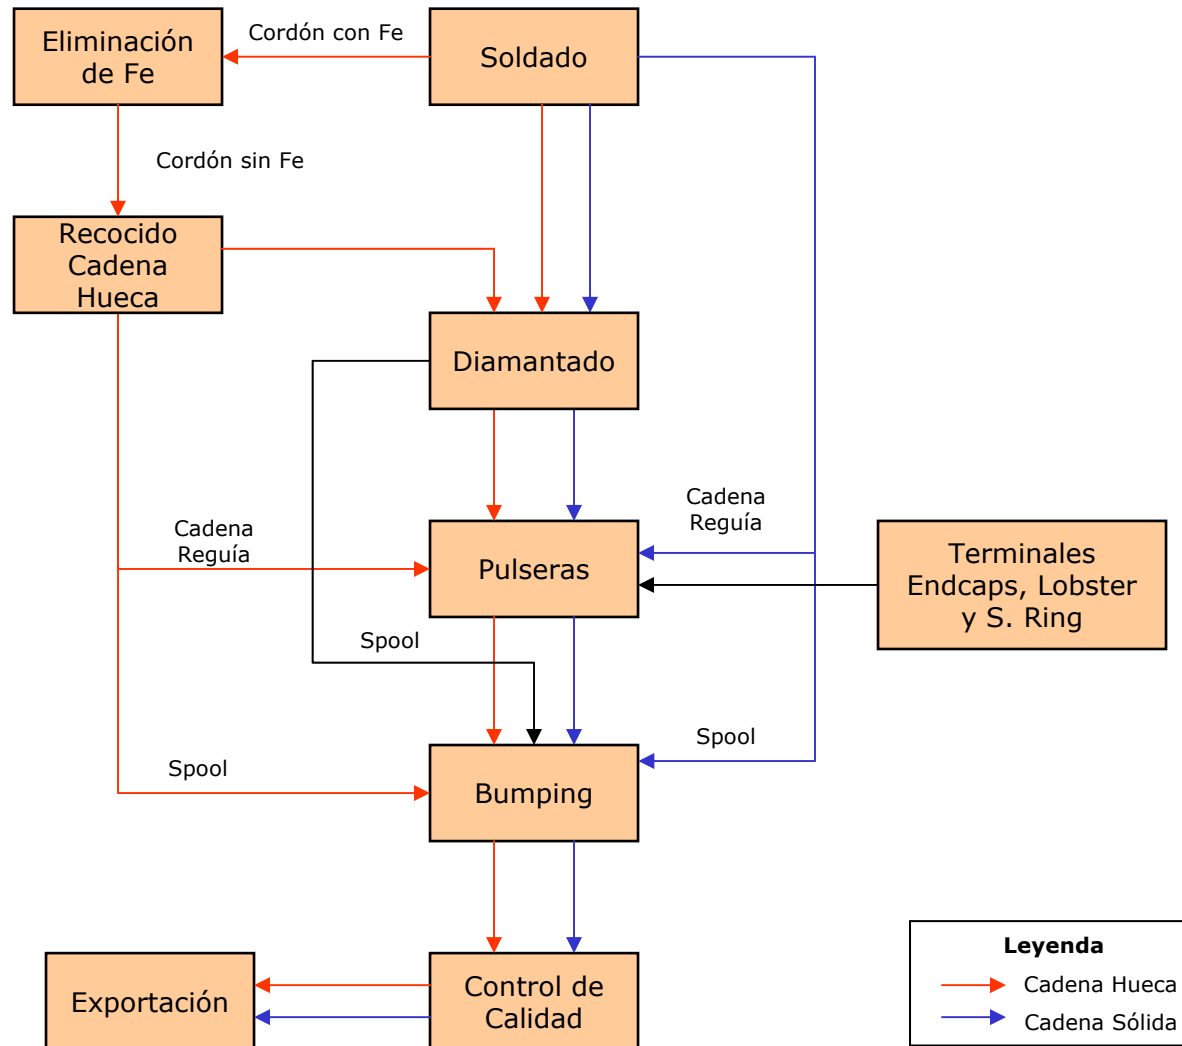 Eliminación
de Fe
Cordón con Fe
Soldado
Cordón sin Fe
Recocido
Cadena
Hueca
Diamantado
Cadena
Reguía
Cadena
Reguía
Pulseras
Terminales
Endcaps, Lobster
y S. Ring
Spool
Spool
Spool
Bumping
Exportación
Control de
Calidad
Leyenda
Cadena Hueca
Cadena Sólida